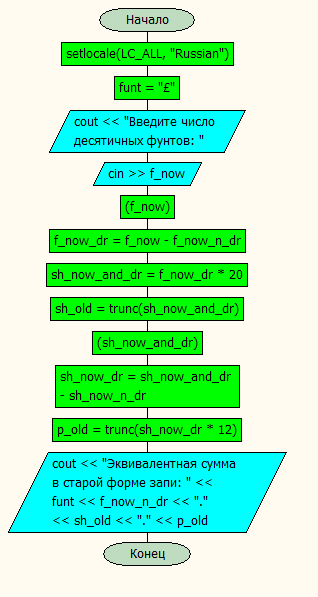 Начало
setlocale(LC_ALL, "Russian")
funt = "£"
cout << "Введите число
десятичных фунтов: "
cin >> f_now
(f_now)
f_now_dr = f_now - f_now_n_dr
sh_now_and_dr = f_now_dr * 20
sh_old = trunc(sh_now_and_dr)
(sh_now_and_dr)
sh_now_dr = sh_now_and_dr
- sh_now_n_dr
p_old = trunc(sh_now_dr * 12)
cout << "Эквивалентная сумма
в старой форме запи: " <<
funt << f_now_n_dr << "."
<< sh_old << "." << p_old
Конец